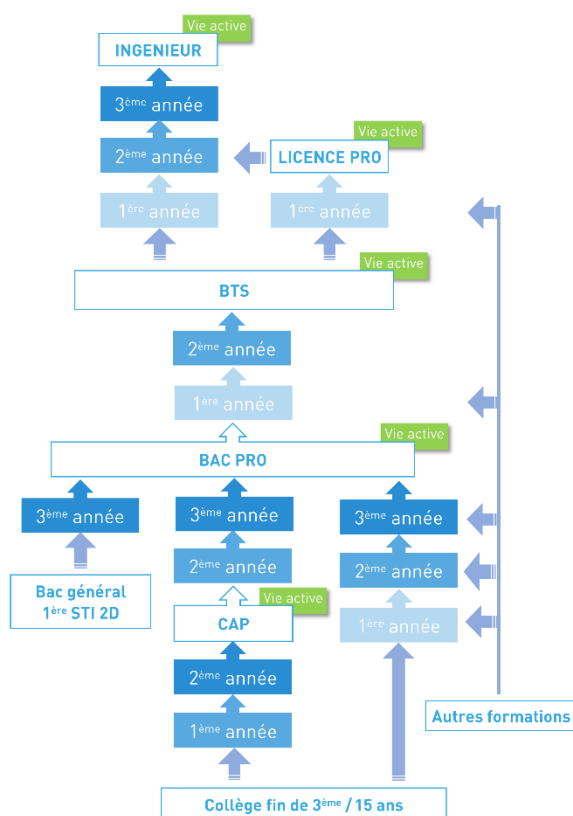 Vie active
INGENIEUR
3ème année
2ème année
Vie active
LICENCE PRO
1ère année
1ère année
Vie active
BTS
2ème année
1ère année
Vie active
BAC PRO
3ème année
3ème année
3ème année
2ème année
2ème année
Bac général
1ère STI 2D
Vie active
CAP
1ère année
2ème année
1ème année
Autres formations
Collège fin de 3ème / 15 ans